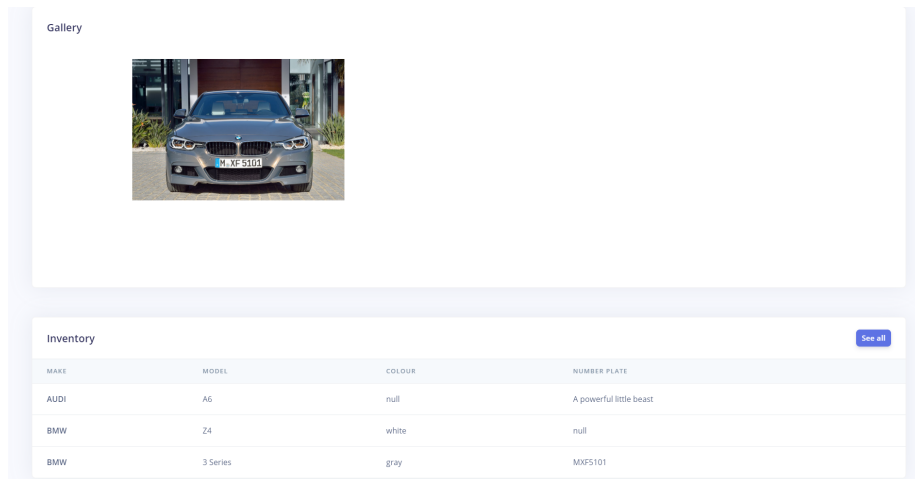 Gallery
M XF 5101
Inventory See all
MAKE MODEL COLOUR NUMBER PLATE
AUDI A6 null A powerful little beast
BMW Z4 white null
BMW 3 Series gray MXF5101